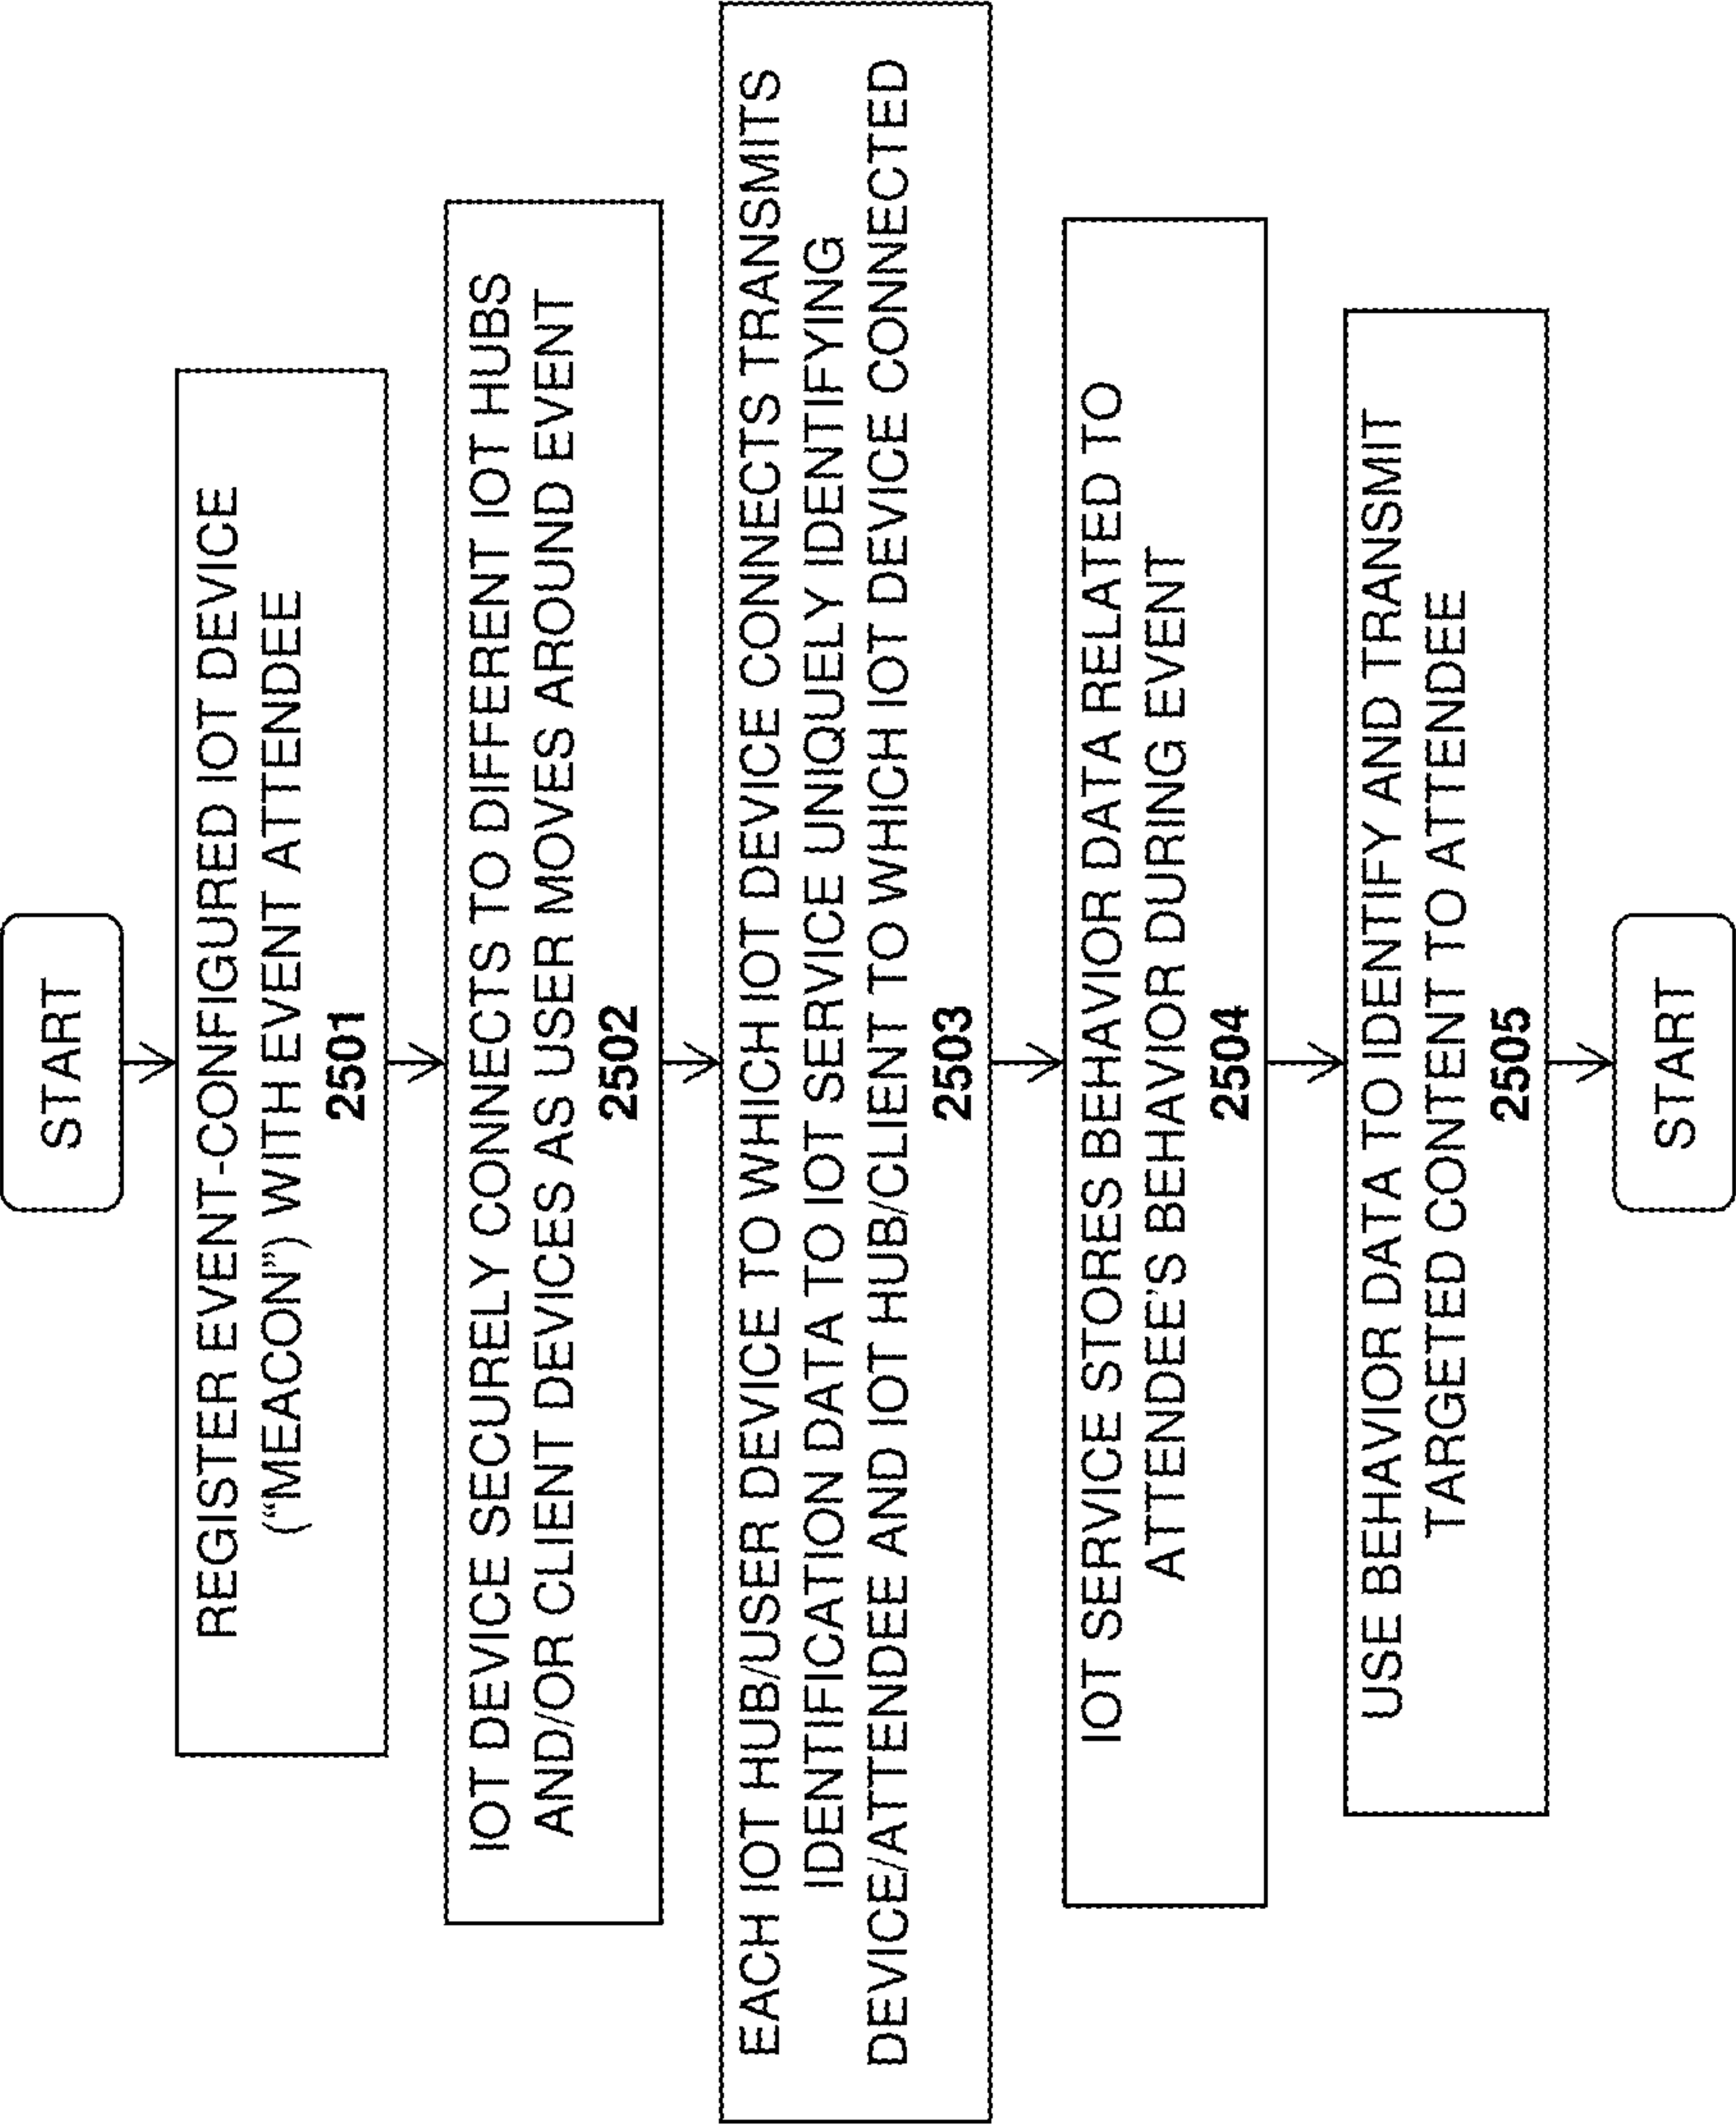 START
REGISTER EVENT-CONFIGURED IOT DEVICE
(“MEACON”) WITH EVENT ATTENDEE
2501
IOT DEVICE SECURELY CONNECTS TO DIFFERENT IOT HUBS
AND/OR CLIENT DEVICES AS USER MOVES AROUND EVENT
2502
EACH IOT HUB/USER DEVICE TO WHICH IOT DEVICE CONNECTS TRANSMITS
IDENTIFICATION DATA TO IOT SERVICE UNIQUELY IDENTIFYING
DEVICE/ATTENDEE AND IOT HUB/CLIENT TO WHICH IOT DEVICE CONNECTED
2503
IOT SERVICE STORES BEHAVIOR DATA RELATED TO
ATTENDEE’S BEHAVIOR DURING EVENT
2504
USE BEHAVIOR DATA TO IDENTIFY AND TRANSMIT
TARGETED CONTENT TO ATTENDEE
2505
START